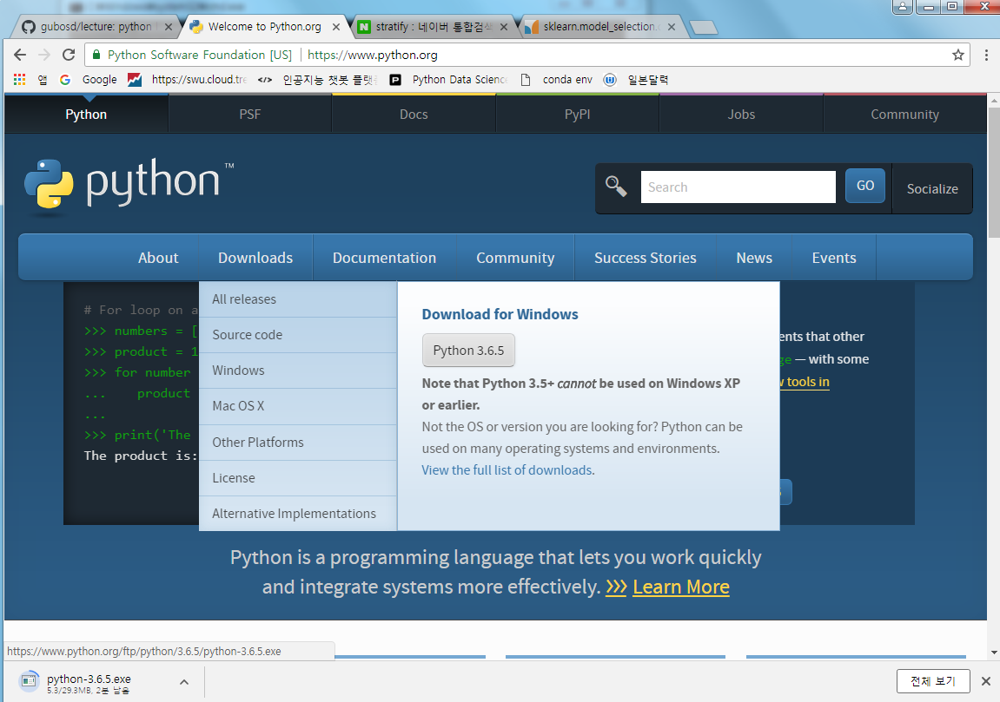 gubosd/lecture: python
Welcome to Python.org
stratify : 네이버 통합검색
sklearn.model_selection.
Python Software Foundation [US]
https://www.python.org
앱
Google
https://swu.cloud.tre
인공지능 챗봇 플랫
Python Data Science
conda env
일본달력
Python
PSF
Docs
PyPI
Jobs
Community
python™
Search
GO
Socialize
About
Downloads
Documentation
Community
Success Stories
News
Events
# For loop on a
>>> numbers = [
>>> product = 1
>>> for number
... product
...
>>> print('The
The product is:
All releases
Source code
Windows
Mac OS X
Other Platforms
License
Alternative Implementations
Download for Windows
Python 3.6.5
Note that Python 3.5+ cannot be used on Windows XP
or earlier.
Not the OS or version you are looking for? Python can be
used on many operating systems and environments.
View the full list of downloads.
ents that other
ge — with some
w tools in
Python is a programming language that lets you work quickly
and integrate systems more effectively. >>> Learn More
https://www.python.org/ftp/python/3.6.5/python-3.6.5.exe
python-3.6.5.exe
5.3/29.3MB, 2분 남음
전체 보기